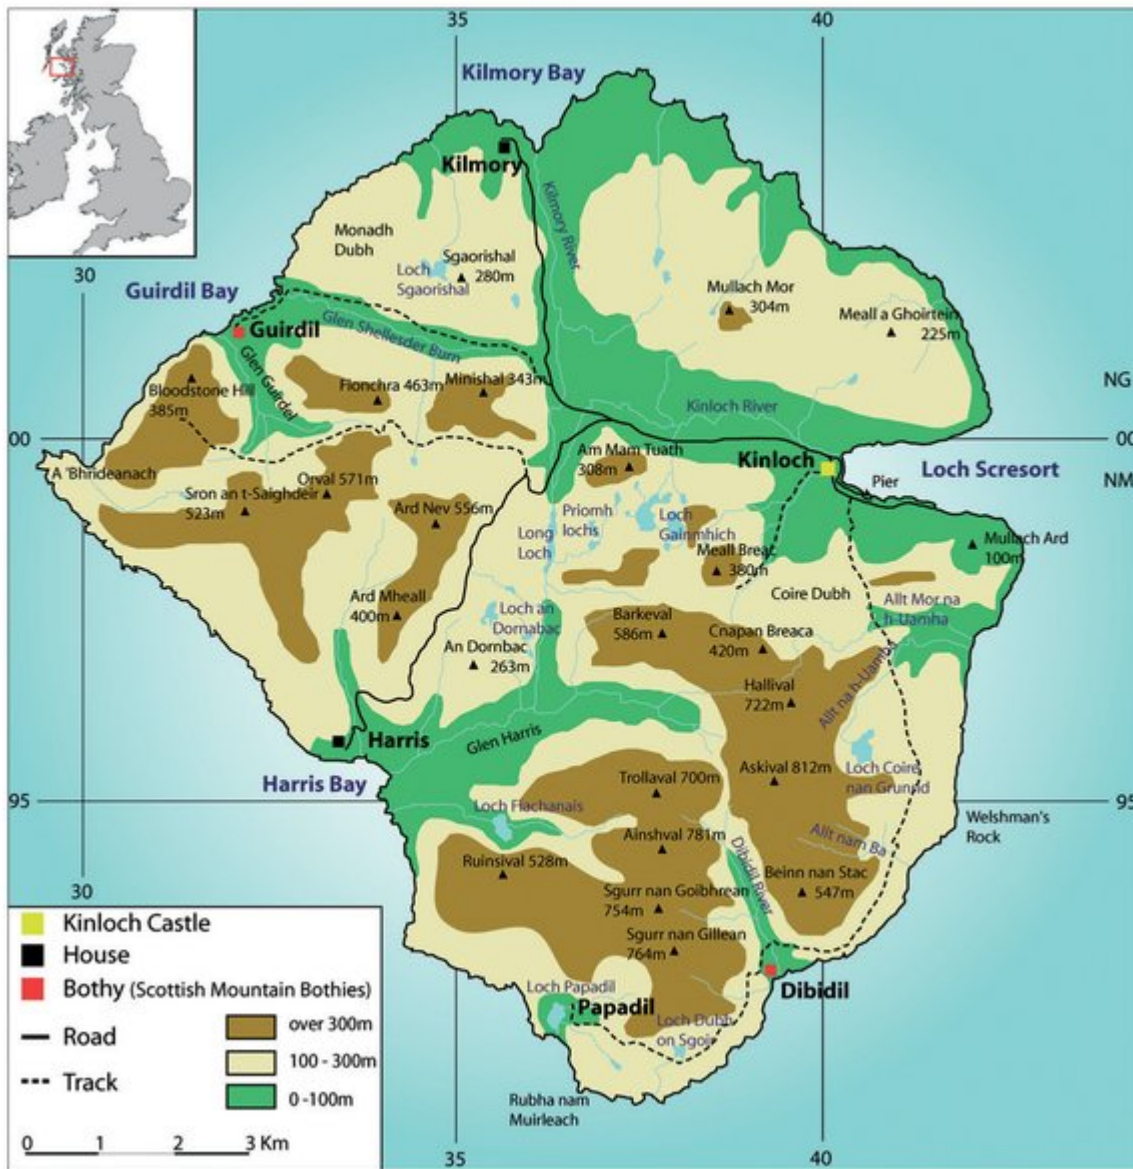 35
40
Kilmory Bay
Kilmory
Kilmory River
Monadh
Dubh
Sgaorishal
280m
Loch
Sgaorishal
30
Guirdil Bay
Guirdil
Glen Shellesder Burn
Glen Guirdel
Mullach Mor
304m
Meall a Ghoirtein
225m
Bloodstone Hill
385m
Fionchra 463m
Minishal 343m
Kinloch River
NG
00
00
NM
A 'Bhrideanach
Am Mam Tuath
308m
Kinloch
Loch Scresort
Pier
Orval 571m
Sron an t-Saighdeir
523m
Ard Nev 556m
Priomh
lochs
Long
Loch
Loch
Gainmhich
Meall Breac
380m
Mullach Ard
100m
Coire Dubh
Allt Mor na
h-Uamha
Ard Mheall
400m
Loch an
Dornabac
An Dornbac
263m
Barkeval
586m
Cnapan Breaca
420m
Hallival
722m
Allt na h-Uamba
Harris
Glen Harris
Harris Bay
Trollaval 700m
Askival 812m
Loch Coire
nan Grunnd
95
95
Loch Fiachanais
Welshman's
Rock
Ainshval 781m
Allt nam Ba
Ruinsival 528m
Dibidil River
Beinn nan Stac
547m
30
Sgurr nan Goibhrean
754m
Sgurr nan Gillean
764m
Loch Papadil
Papadil
Dibidil
Loch Dubh
on Sgoir
Rubha nam
Muirleach
35
40
Kinloch Castle
House
Bothy (Scottish Mountain Bothies)
Road
Track
over 300m
100 - 300m
0 -100m
0 1 2 3 Km